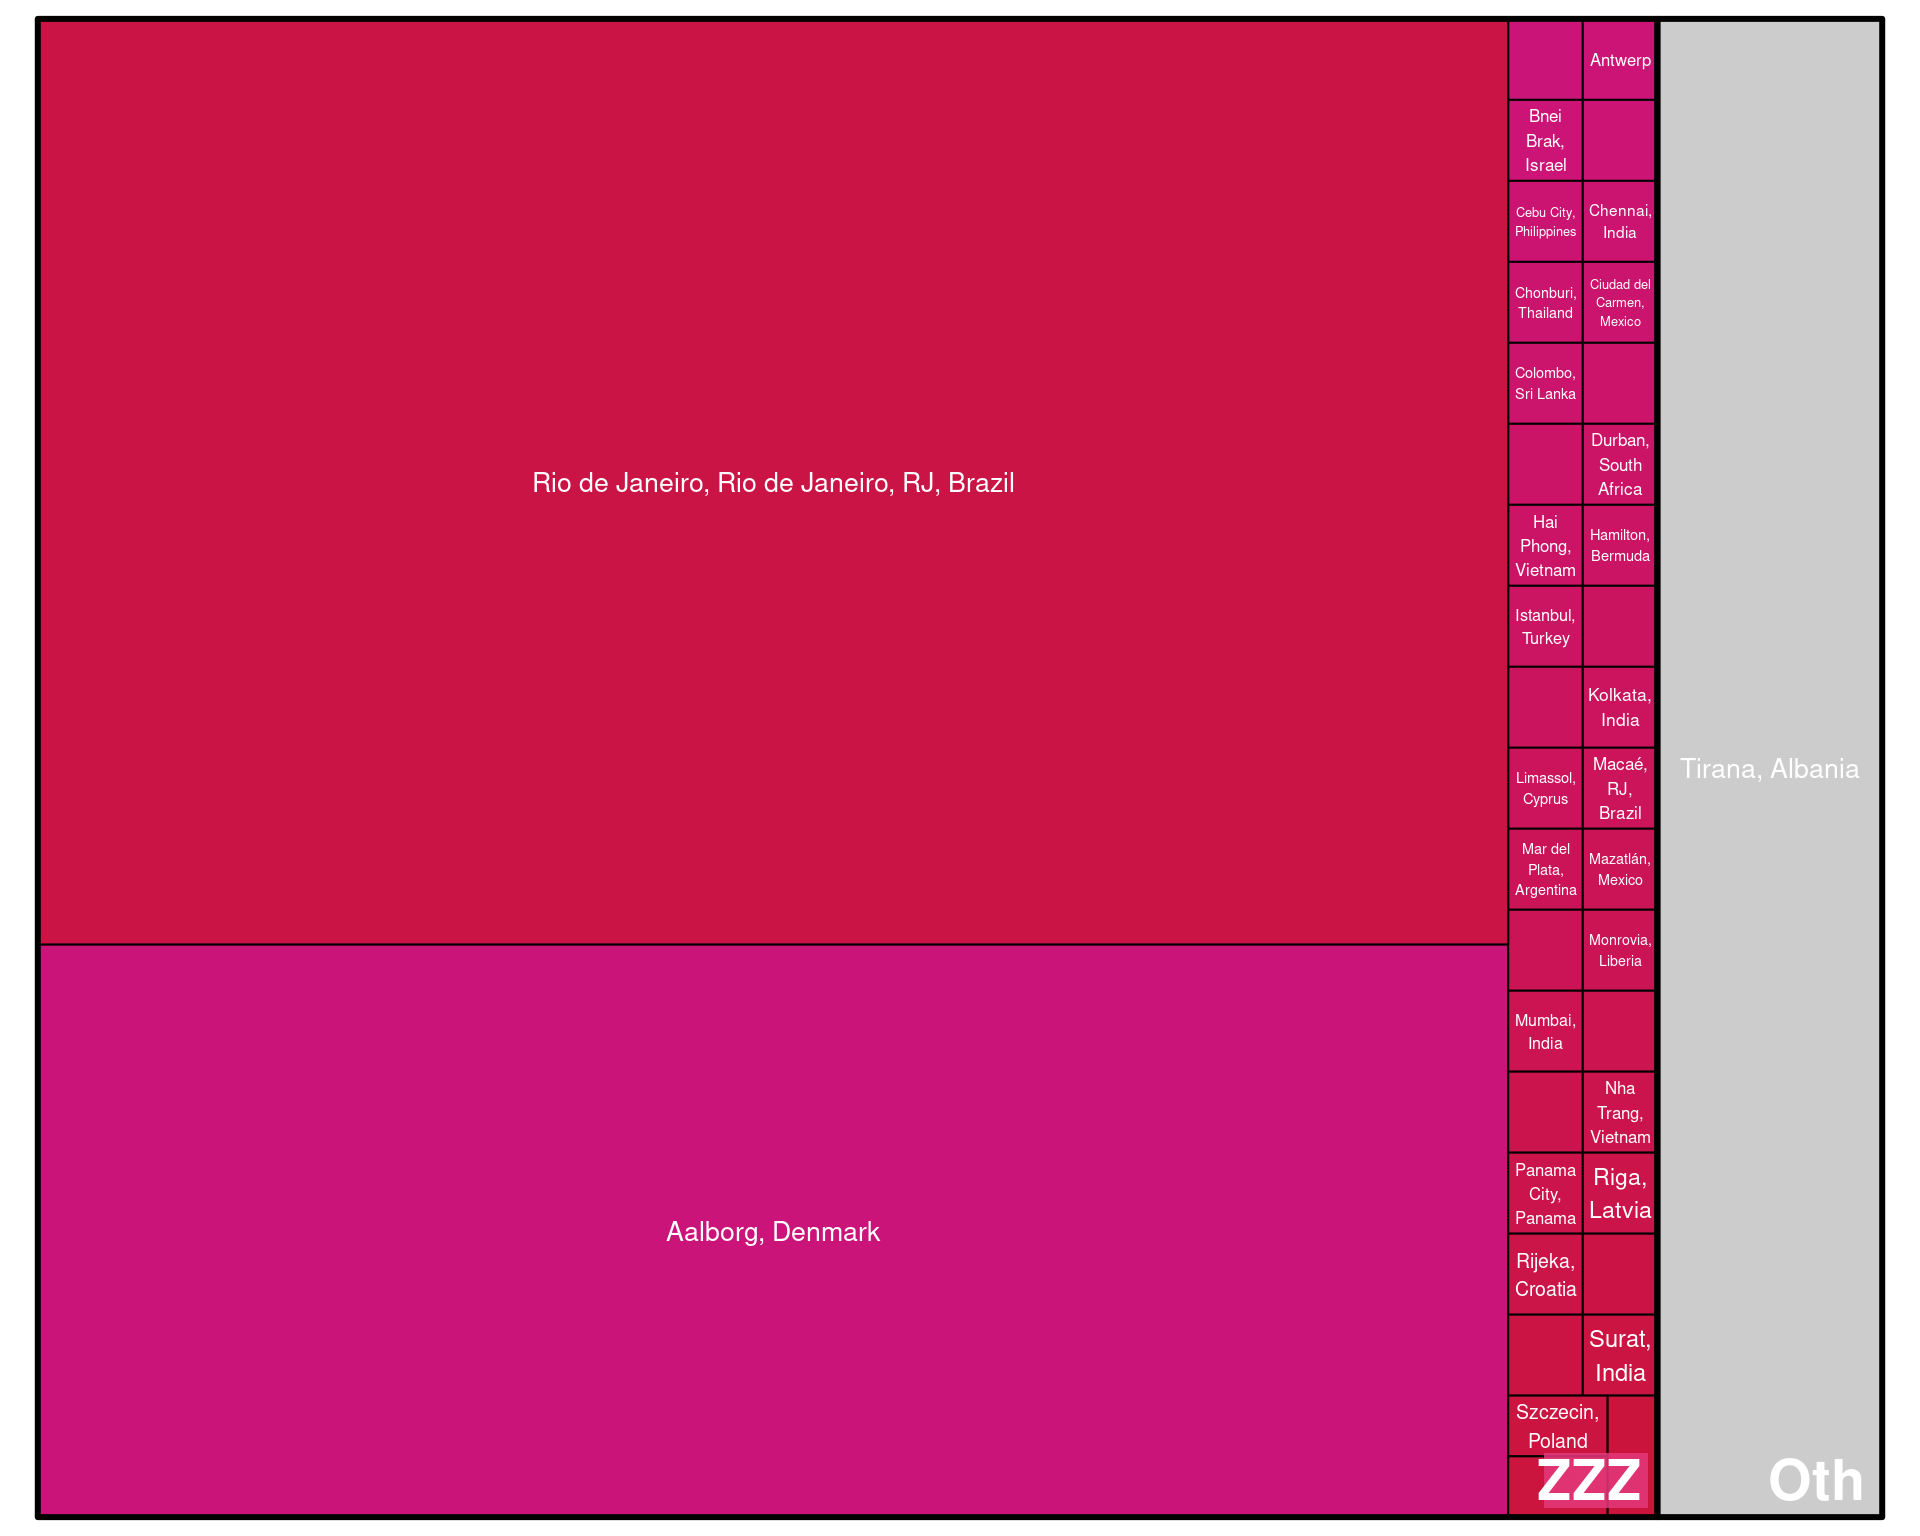 Rio de Janeiro, Rio de Janeiro, RJ, Brazil
Aalborg, Denmark
Antwerp
Bnei
Brak,
Israel
Cebu City,
Philippines
Chennai,
India
Chonburi,
Thailand
Ciudad del
Carmen,
Mexico
Colombo,
Sri Lanka
Durban,
South
Africa
Hai
Phong,
Vietnam
Hamilton,
Bermuda
Istanbul,
Turkey
Kolkata,
India
Limassol,
Cyprus
Macaé,
RJ,
Brazil
Mar del
Plata,
Argentina
Mazatlán,
Mexico
Monrovia,
Liberia
Mumbai,
India
Nha
Trang,
Vietnam
Panama
City,
Panama
Riga,
Latvia
Rijeka,
Croatia
Surat,
India
Szczecin,
Poland
ZZZ
Tirana, Albania
Oth